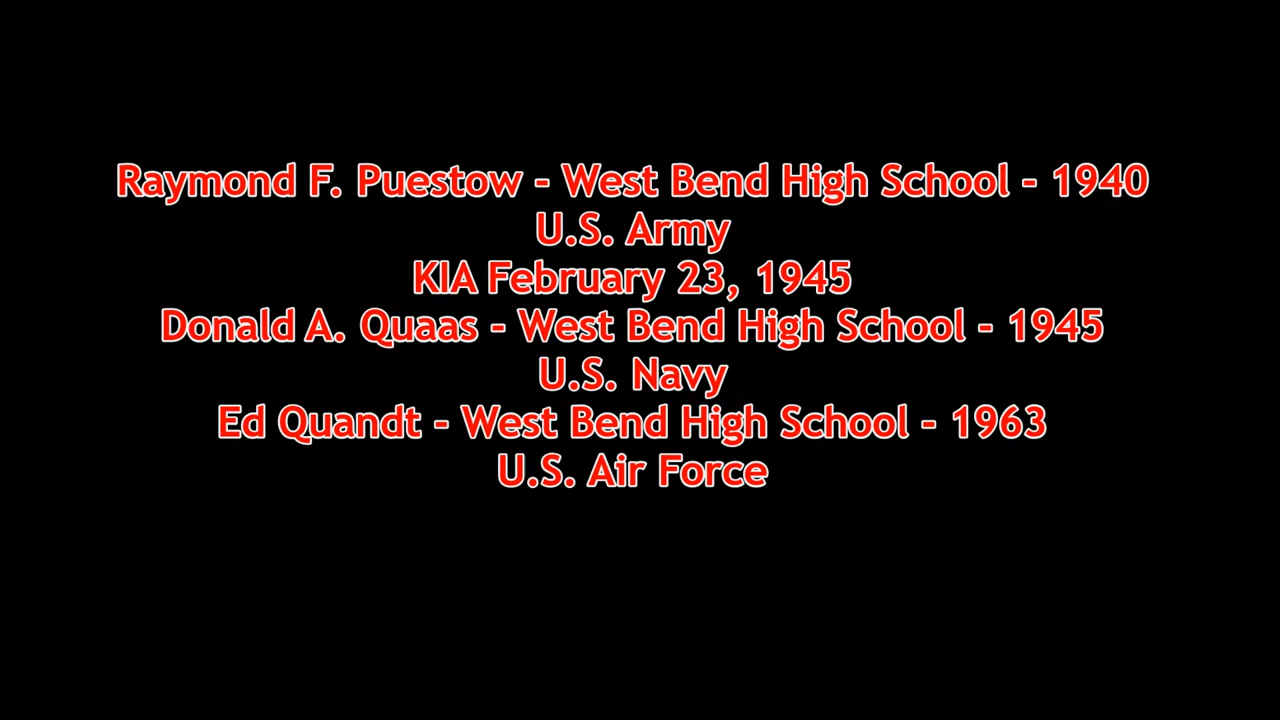 Raymond F. Puestow - West Bend High School - 1940
U.S. Army
KIA February 23, 1945
Donald A. Quaas - West Bend High School - 1945
U.S. Navy
Ed Quandt - West Bend High School - 1963
U.S. Air Force